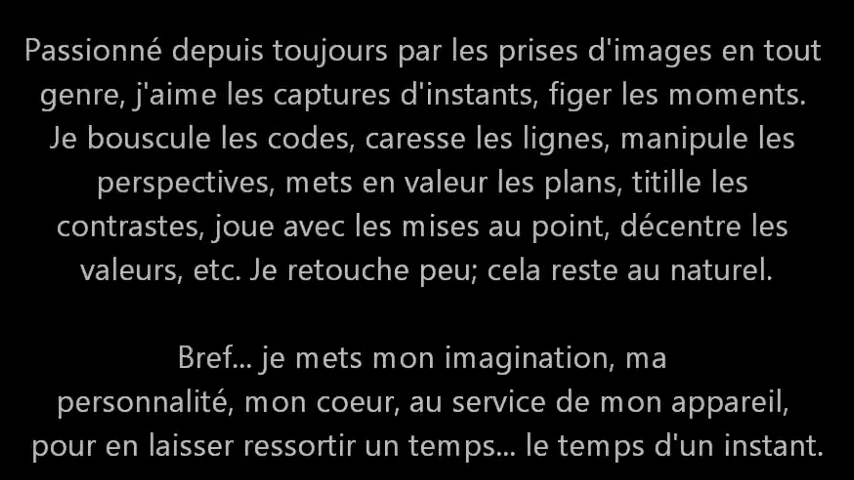 Passionné depuis toujours par les prises d'images en tout
genre, j'aime les captures d'instants, figer les moments.
Je bouscule les codes, caresse les lignes, manipule les
perspectives, mets en valeur les plans, titille les
contrastes, joue avec les mises au point, décentre les
valeurs, etc. Je retouche peu; cela reste au naturel.
Bref... je mets mon imagination, ma
personnalité, mon coeur, au service de mon appareil,
pour en laisser ressortir un temps... le temps d'un instant.